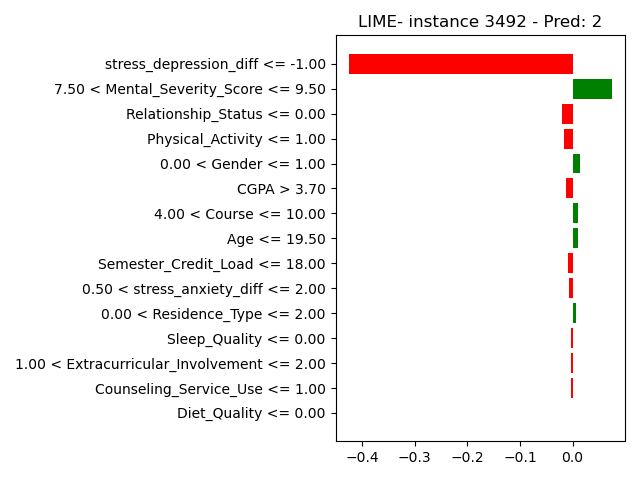 LIME- instance 3492 - Pred: 2
stress_depression_diff <= -1.00
7.50 < Mental_Severity_Score <= 9.50
Relationship_Status <= 0.00
Physical_Activity <= 1.00
0.00 < Gender <= 1.00
CGPA > 3.70
4.00 < Course <= 10.00
Age <= 19.50
Semester_Credit_Load <= 18.00
0.50 < stress_anxiety_diff <= 2.00
0.00 < Residence_Type <= 2.00
Sleep_Quality <= 0.00
1.00 < Extracurricular_Involvement <= 2.00
Counseling_Service_Use <= 1.00
Diet_Quality <= 0.00
−0.4 −0.3 −0.2 −0.1 0.0